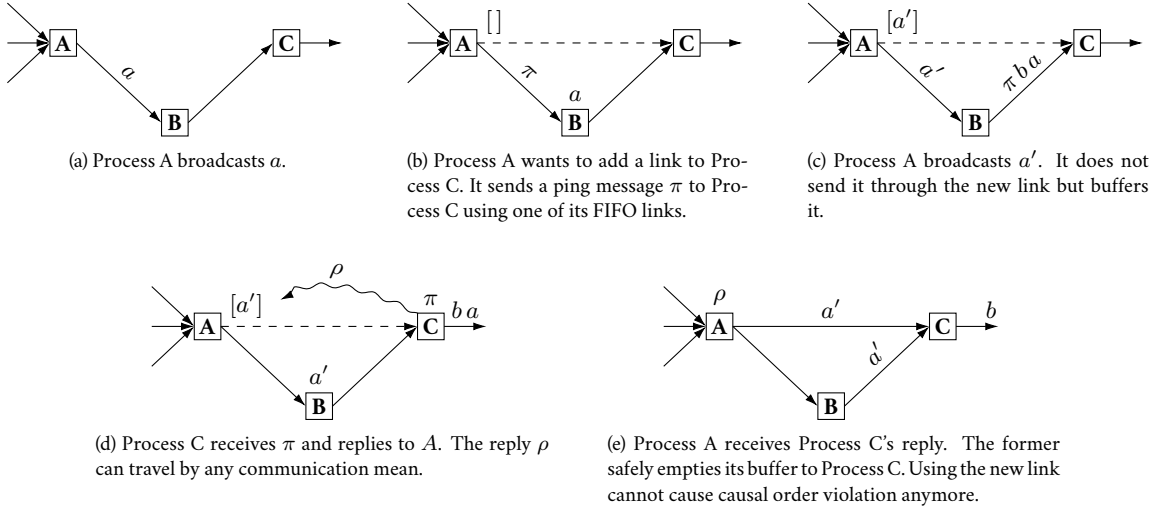 A
a
B
C
(a) Process A broadcasts a.
[ ]
A
π
a
B
C
(b) Process A wants to add a link to Pro-
cess C. It sends a ping message π to Pro-
cess C using one of its FIFO links.
[a′]
A
a′
B
π b a
C
(c) Process A broadcasts a′. It does not
send it through the new link but buffers
it.
ρ
[a′]
π
A
C
b a
a′
B
(d) Process C receives π and replies to A. The reply ρ
can travel by any communication mean.
ρ
A
a′
C
b
a′
B
(e) Process A receives Process C's reply. The former
safely empties its buffer to Process C. Using the new link
cannot cause causal order violation anymore.